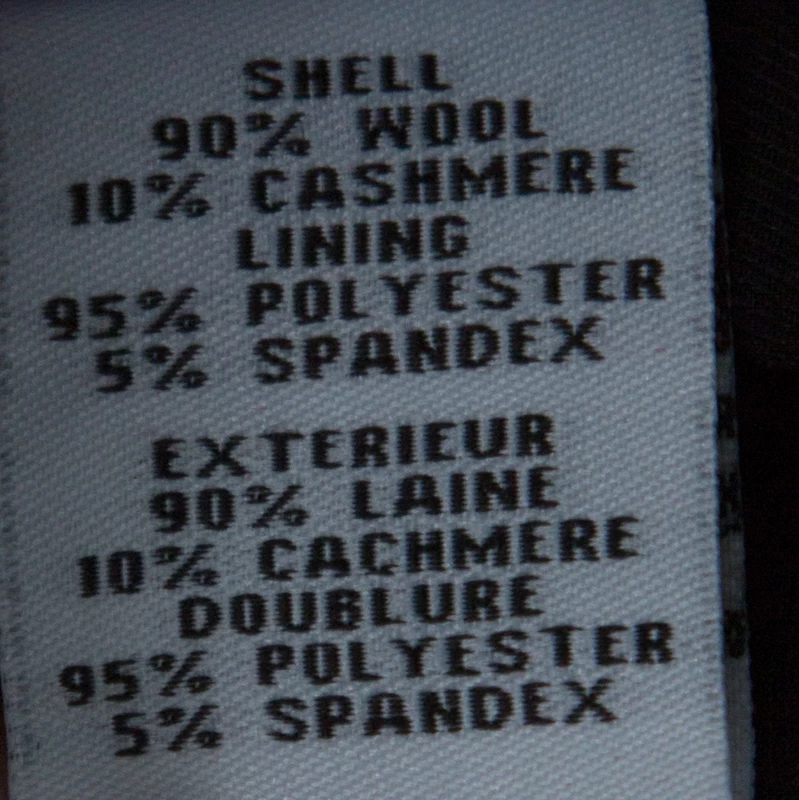 SHELL
90% WOOL
10% CASHMERE
LINING
95% POLYESTER
5% SPANDEX
EXTERIEUR
90% LAINE
10% CACHMERE
DOUBLURE
95% POLYESTER
5% SPANDEX